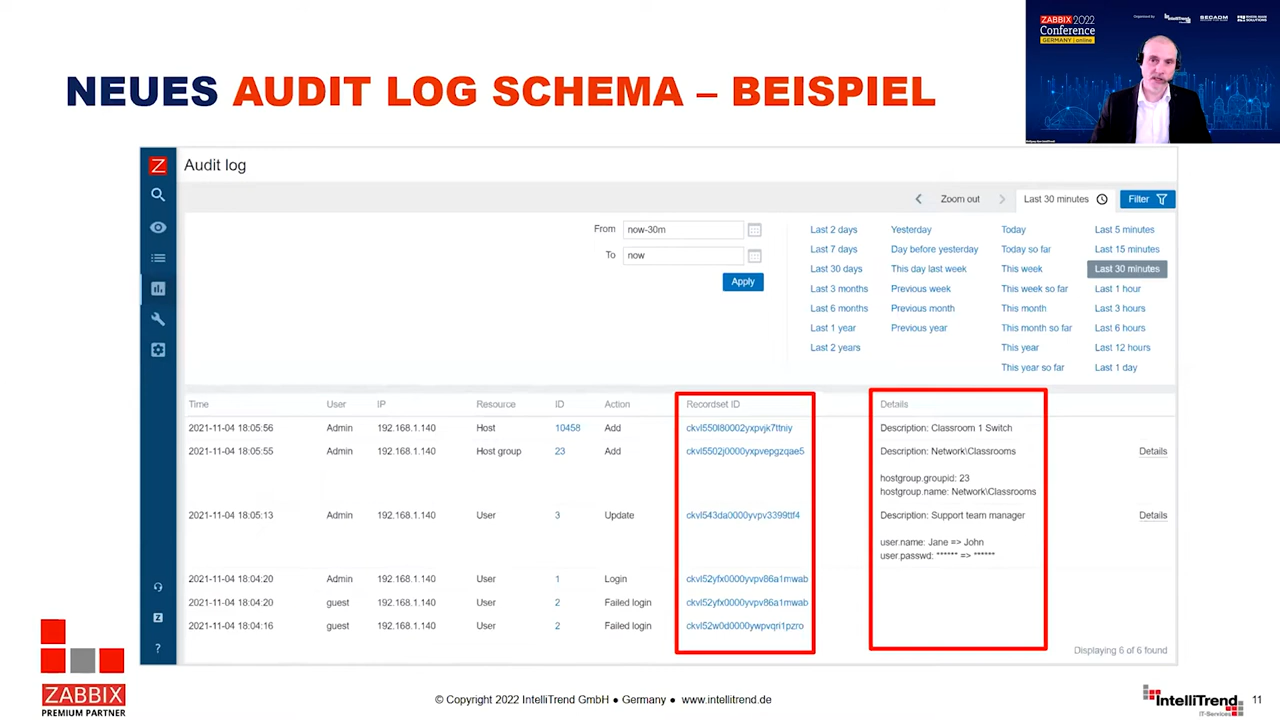 ZABBIX 2022
Conference
GERMANY | online
Organised by
IntelliTrend
SECADM
NEUES AUDIT LOG SCHEMA – BEISPIEL
Z
Audit log
Zoom out
Last 30 minutes
Filter
From
now-30m
To
now
Apply
Last 2 days
Yesterday
Today
Last 5 minutes
Last 7 days
Day before yesterday
Today so far
Last 15 minutes
Last 30 days
This day last week
This week
Last 30 minutes
Last 3 months
Previous week
This week so far
Last 1 hour
Last 6 months
Previous month
This month
Last 3 hours
Last 1 year
Previous year
This month so far
Last 6 hours
Last 2 years
This year
Last 12 hours
This year so far
Last 1 day
Time User IP Resource ID Action Recordset ID Details
2021-11-04 18:05:56 Admin 192.168.1.140 Host 10458 Add ckvl550l80002yxpvjk7ttniy Description: Classroom 1 Switch
2021-11-04 18:05:55 Admin 192.168.1.140 Host group 23 Add ckvl5502j0000yxpvepgzqae5 Description: Network\Classrooms Details
hostgroup.groupid: 23
hostgroup.name: Network\Classrooms
2021-11-04 18:05:13 Admin 192.168.1.140 User 3 Update ckvl543da0000yvpv3399ttf4 Description: Support team manager Details
user.name: Jane => John
user.passwd: ****** => ******
2021-11-04 18:04:20 Admin 192.168.1.140 User 1 Login ckvl52yfx0000yvpv86a1mwab
2021-11-04 18:04:20 guest 192.168.1.140 User 2 Failed login ckvl52yfx0000yvpv86a1mwab
2021-11-04 18:04:16 guest 192.168.1.140 User 2 Failed login ckvl52w0d0000ywpvqri1pzro
Displaying 6 of 6 found
Z
?
ZABBIX
PREMIUM PARTNER
© Copyright 2022 IntelliTrend GmbH ● Germany ● www.intellitrend.de
IntelliTrend
IT-Services
11